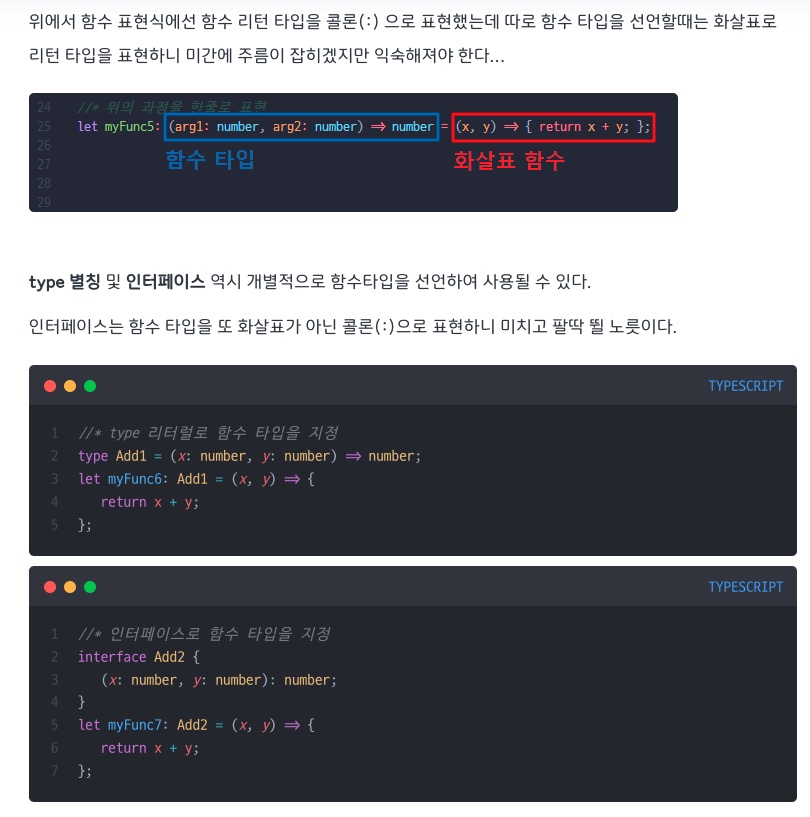 위에서 함수 표현식에선 함수 리턴 타입을 콜론(:) 으로 표현했는데 따로 함수 타입을 선언할때는 화살표로
리턴 타입을 표현하니 미간에 주름이 잡히겠지만 익숙해져야 한다...
24 //* 위의 과정을 한줄로 표현
25 let myFunc5: (arg1: number, arg2: number) => number = (x, y) => { return x + y; };
26
27 함수 타입 화살표 함수
28
29
type 별칭 및 인터페이스 역시 개별적으로 함수타입을 선언하여 사용될 수 있다.
인터페이스는 함수 타입을 또 화살표가 아닌 콜론(:)으로 표현하니 미치고 팔딱 뛸 노릇이다.
TYPESCRIPT
1 //* type 리터럴로 함수 타입을 지정
2 type Add1 = (x: number, y: number) => number;
3 let myFunc6: Add1 = (x, y) => {
4 return x + y;
5 };
TYPESCRIPT
1 //* 인터페이스로 함수 타입을 지정
2 interface Add2 {
3 (x: number, y: number): number;
4 }
5 let myFunc7: Add2 = (x, y) => {
6 return x + y;
7 };